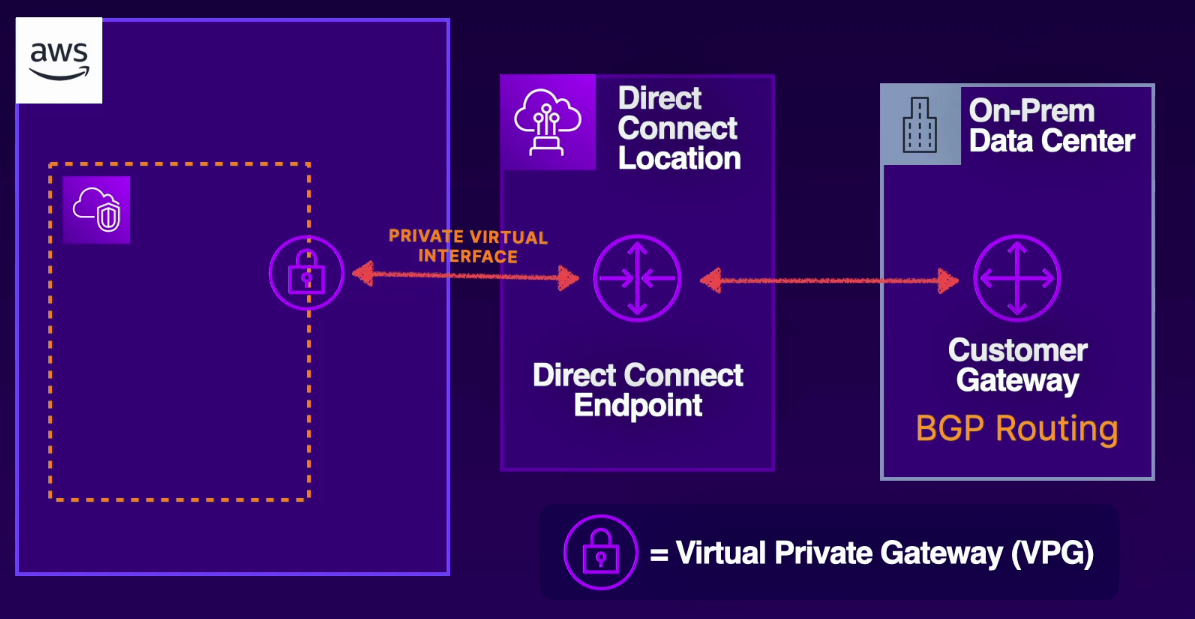 aws
Direct
Connect
Location
On-Prem
Data Center
PRIVATE VIRTUAL
INTERFACE
Direct Connect
Endpoint
Customer
Gateway
BGP Routing
= Virtual Private Gateway (VPG)